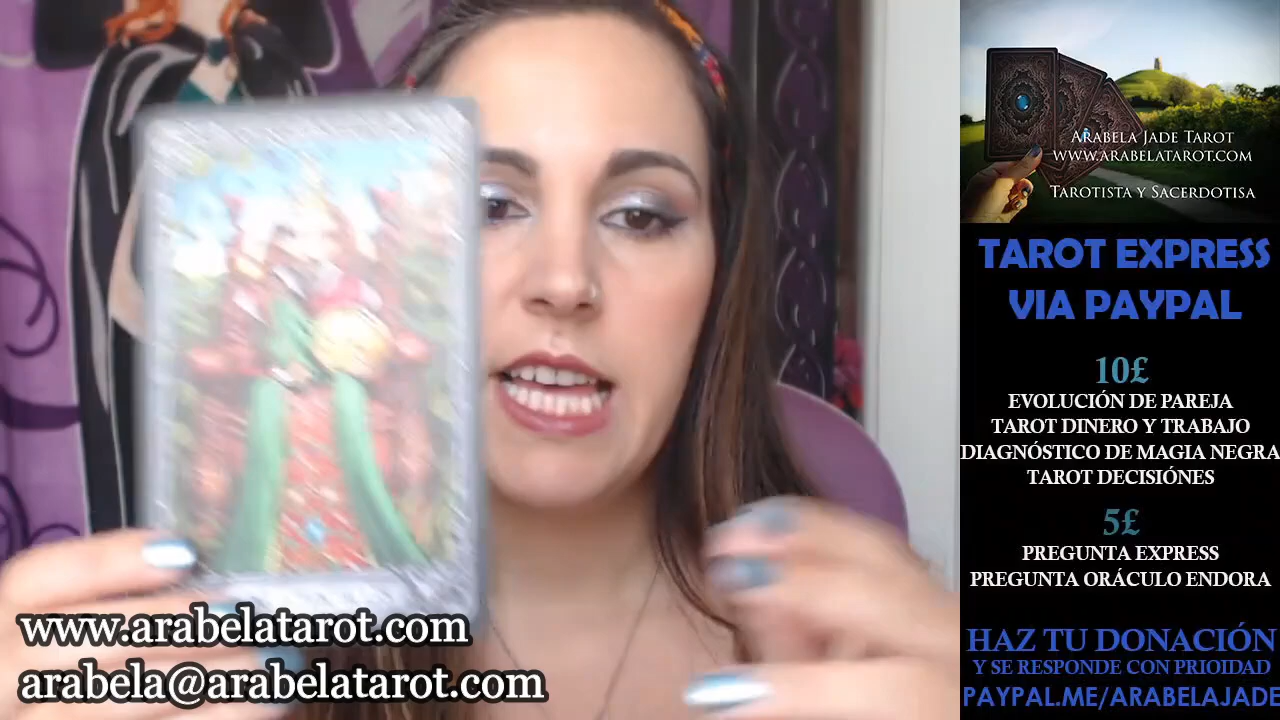 www.arabelatarot.com
arabela@arabelatarot.com
Arabela Jade Tarot
www.arabelatarot.com
Tarotista y Sacerdotisa
TAROT EXPRESS
VIA PAYPAL
10£
EVOLUCIÓN DE PAREJA
TAROT DINERO Y TRABAJO
DIAGNÓSTICO DE MAGIA NEGRA
TAROT DECISIÓNES
5£
PREGUNTA EXPRESS
PREGUNTA ORÁCULO ENDORA
HAZ TU DONACIÓN
Y SE RESPONDE CON PRIOIDAD
PAYPAL.ME/ARABELAJADE